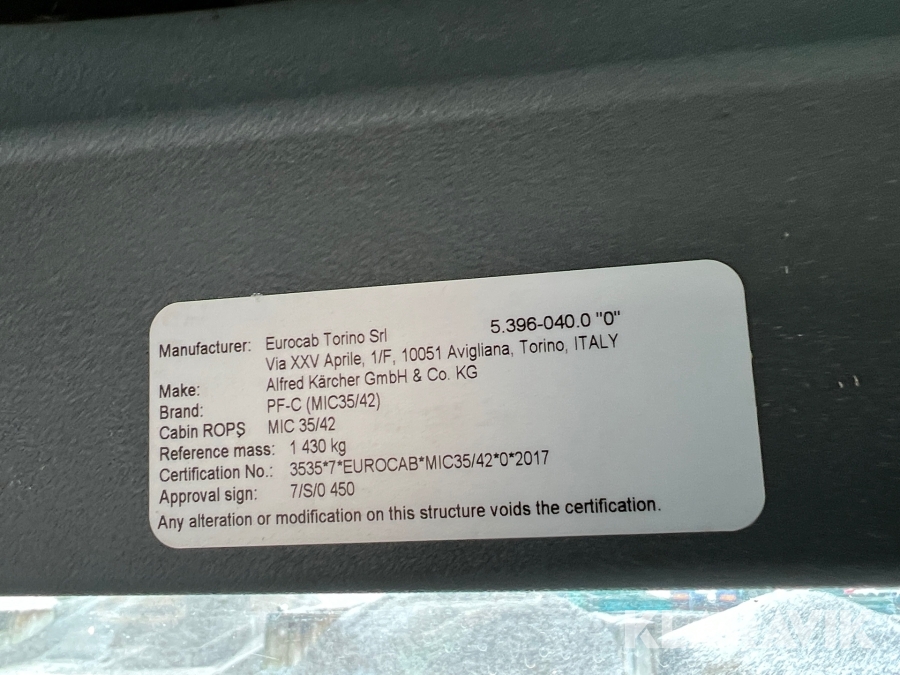 5.396-040.0 "0"
Manufacturer: Eurocab Torino Srl
Via XXV Aprile, 1/F, 10051 Avigliana, Torino, ITALY
Make: Alfred Kärcher GmbH & Co. KG
Brand: PF-C (MIC35/42)
Cabin ROPS MIC 35/42
Reference mass: 1 430 kg
Certification No.: 3535*7*EUROCAB*MIC35/42*0*2017
Approval sign: 7/S/0 450
Any alteration or modification on this structure voids the certification.